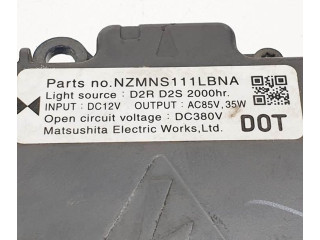 Parts no.NZMNS111LBNA
Light source : D2R D2S 2000hr.
INPUT : DC12V OUTPUT : AC85V, 35W
Open circuit voltage : DC380V
Matsushita Electric Works,Ltd. DOT